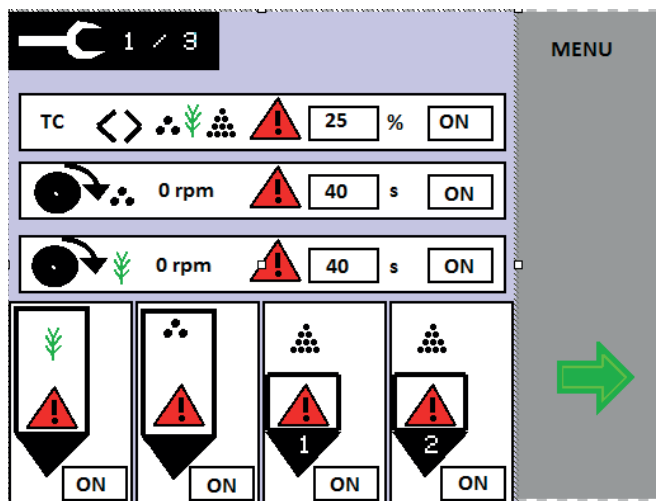 1 / 3
MENU
TC 25 % ON
0 rpm 40 s ON
0 rpm 40 s ON
1 2
ON ON ON ON